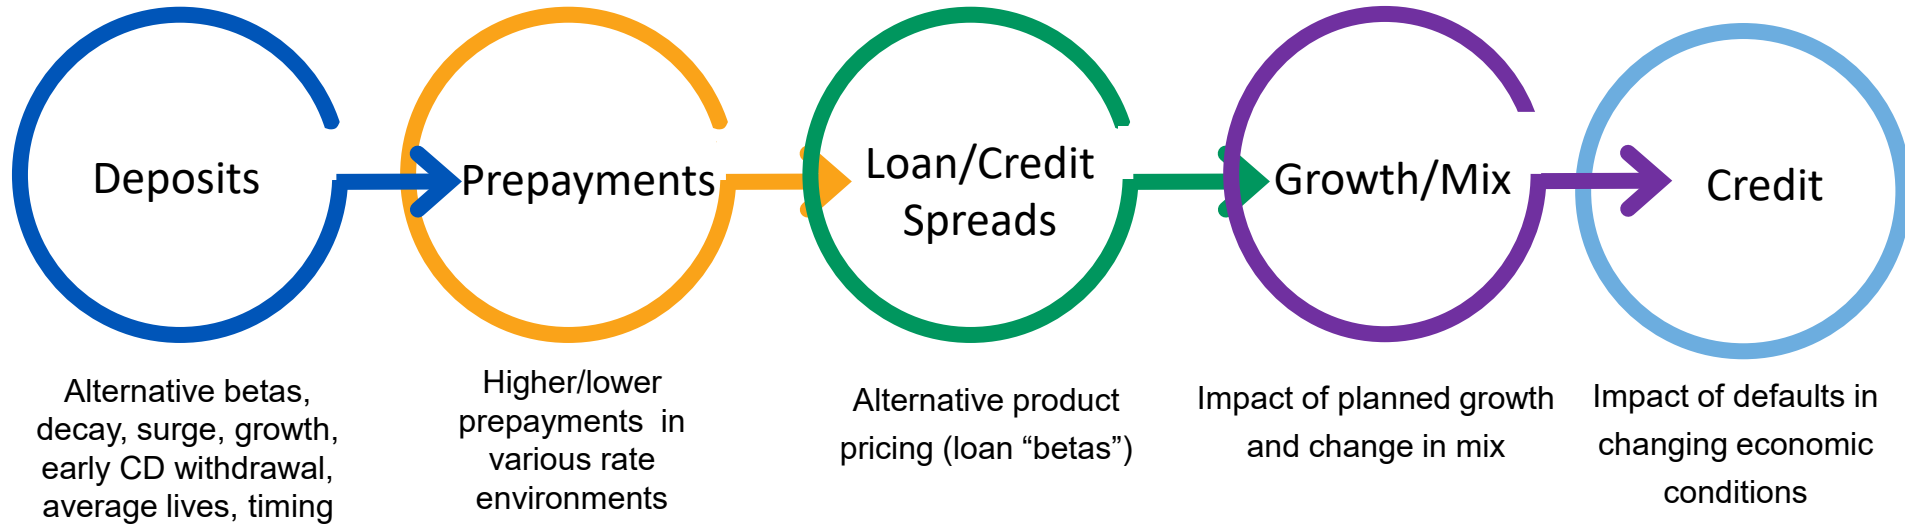 Deposits
Prepayments
Loan/Credit
Spreads
Growth/Mix
Credit
Alternative betas,
decay, surge, growth,
early CD withdrawal,
average lives, timing
Higher/lower
prepayments in
various rate
environments
Alternative product
pricing (loan “betas”)
Impact of planned growth
and change in mix
Impact of defaults in
changing economic
conditions